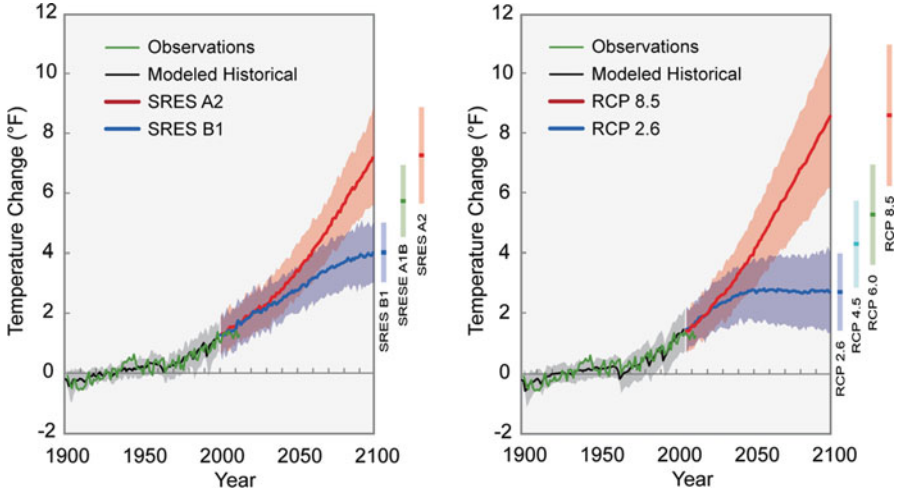 12
10
8
6
4
2
0
-2
Temperature Change (°F)
Observations
Modeled Historical
SRES A2
SRES B1
1900
1950
2000
2050
2100
Year
SRES B1
SRESE A1B
SRES A2
12
10
8
6
4
2
0
-2
Temperature Change (°F)
Observations
Modeled Historical
RCP 8.5
RCP 2.6
1900
1950
2000
2050
2100
Year
RCP 2.6
RCP 4.5
RCP 6.0
RCP 8.5